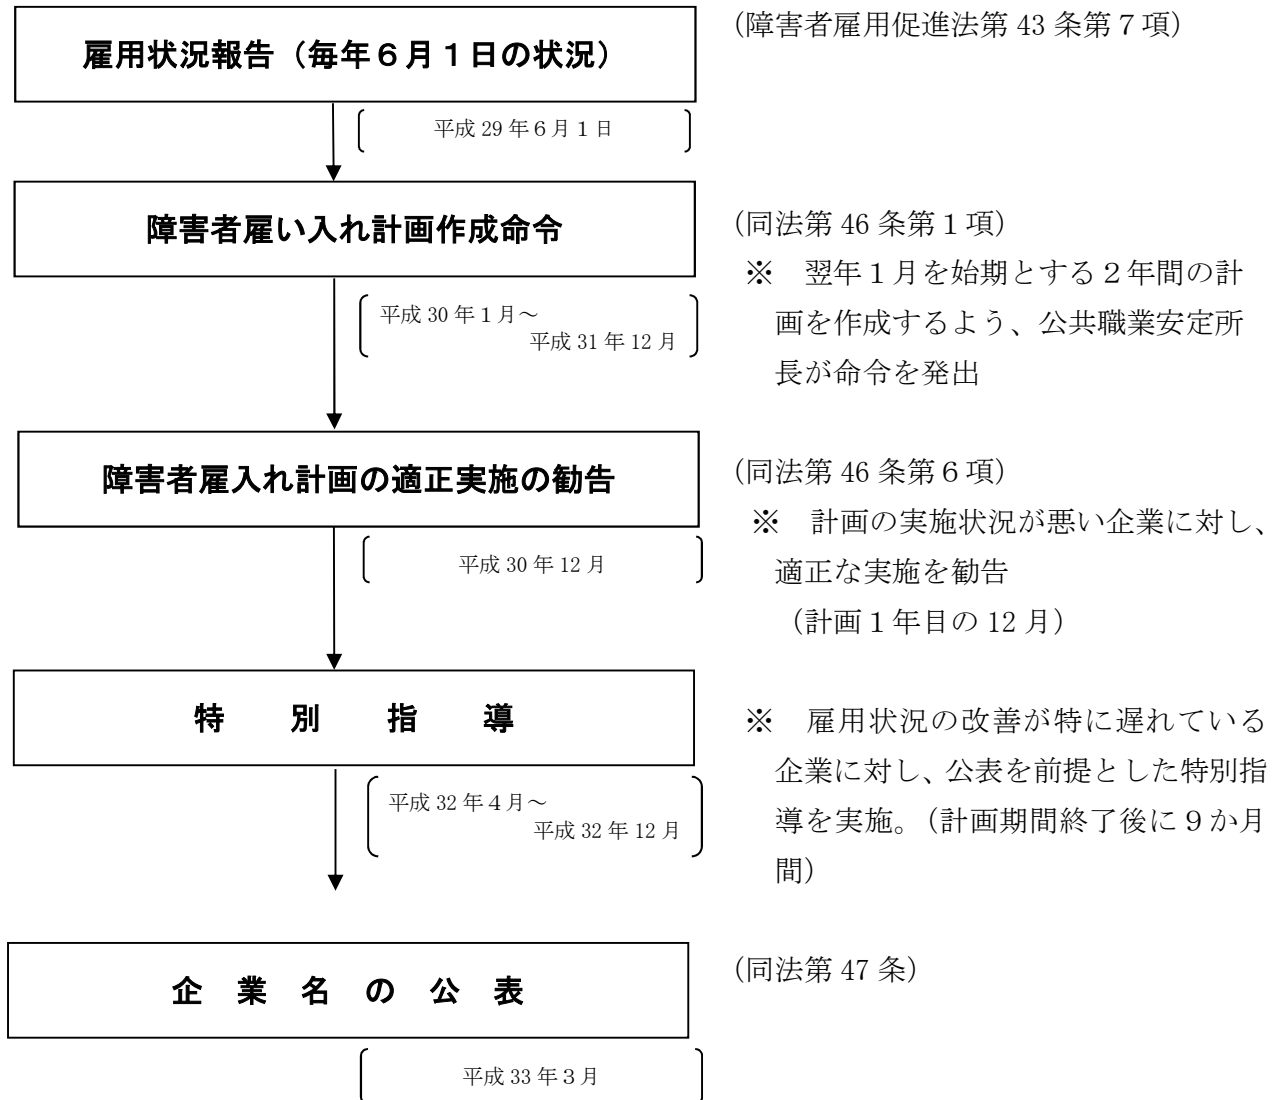 雇用状況報告（毎年６月１日の状況）
（障害者雇用促進法第 43 条第７項）
平成 29 年６月１日
障害者雇い入れ計画作成命令
（同法第 46 条第１項）
※　翌年１月を始期とする２年間の計
画を作成するよう、公共職業安定所
長が命令を発出
平成 30 年１月～
平成 31 年 12 月
障害者雇入れ計画の適正実施の勧告
（同法第 46 条第６項）
※　計画の実施状況が悪い企業に対し、
適正な実施を勧告
（計画１年目の 12 月）
平成 30 年 12 月
特　別　指　導
※　雇用状況の改善が特に遅れている
企業に対し、公表を前提とした特別指
導を実施。（計画期間終了後に９か月
間）
平成 32 年４月～
平成 32 年 12 月
企　業　名　の　公　表
（同法第 47 条）
平成 33 年３月